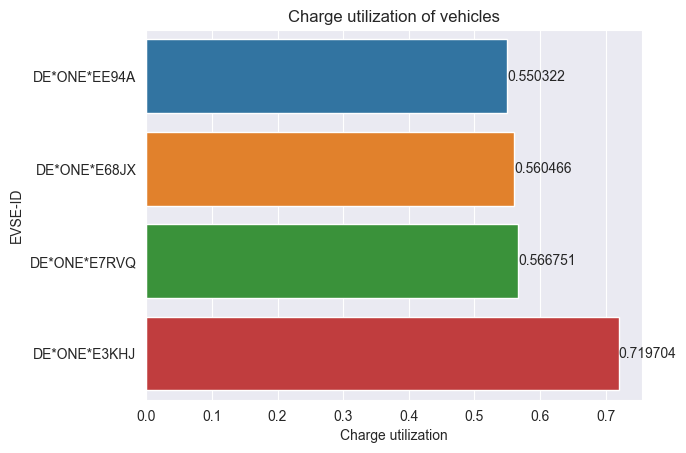 Charge utilization of vehicles
DE*ONE*EE94A
0.550322
DE*ONE*E68JX
0.560466
EVSE-ID
DE*ONE*E7RVQ
0.566751
DE*ONE*E3KHJ
0.719704
0.0 0.1 0.2 0.3 0.4 0.5 0.6 0.7
Charge utilization